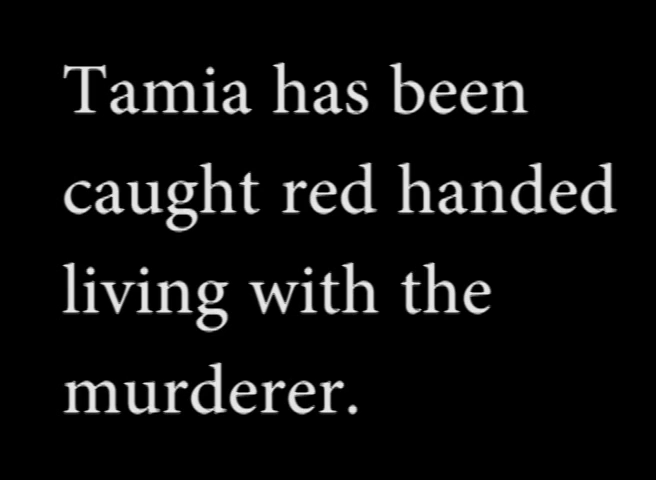 Tamia has been
caught red handed
living with the
murderer.